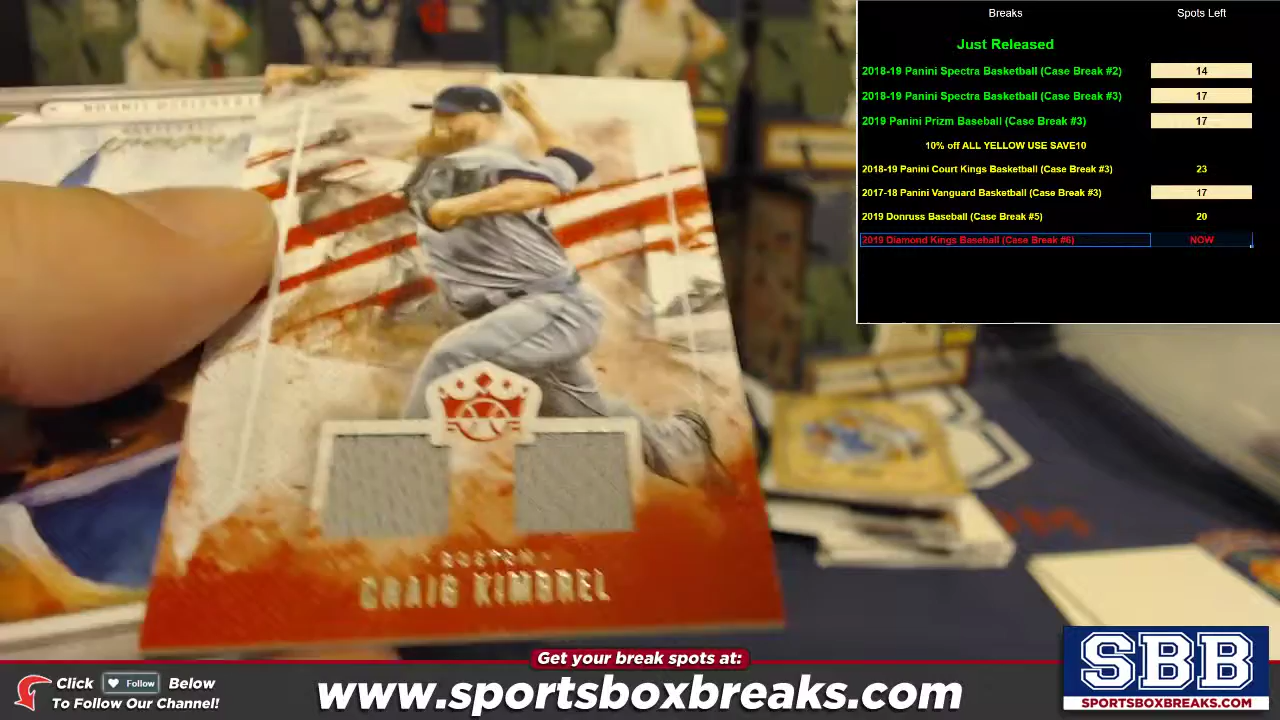 Breaks Spots Left
Just Released
2018-19 Panini Spectra Basketball (Case Break #2) 14
2018-19 Panini Spectra Basketball (Case Break #3) 17
2019 Panini Prizm Baseball (Case Break #3) 17
10% off ALL YELLOW USE SAVE10
2018-19 Panini Court Kings Basketball (Case Break #3) 23
2017-18 Panini Vanguard Basketball (Case Break #3) 17
2019 Donruss Baseball (Case Break #5) 20
2019 Diamond Kings Baseball (Case Break #6) NOW
· BOSTON ·
CRAIG KIMBREL
Get your break spots at:
Click Follow Below
To Follow Our Channel!
www.sportsboxbreaks.com
SBB
SPORTSBOXBREAKS.COM